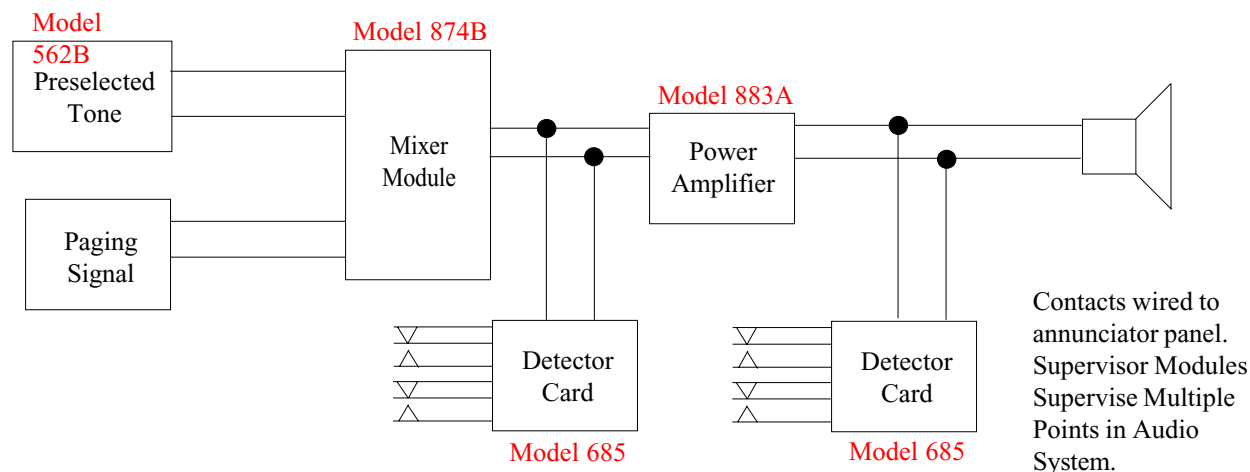 Model
562B
Preselected
Tone
Model 874B
Mixer
Module
Model 883A
Power
Amplifier
Paging
Signal
Detector
Card
Model 685
Detector
Card
Model 685
Contacts wired to
annunciator panel.
Supervisor Modules
Supervise Multiple
Points in Audio
System.